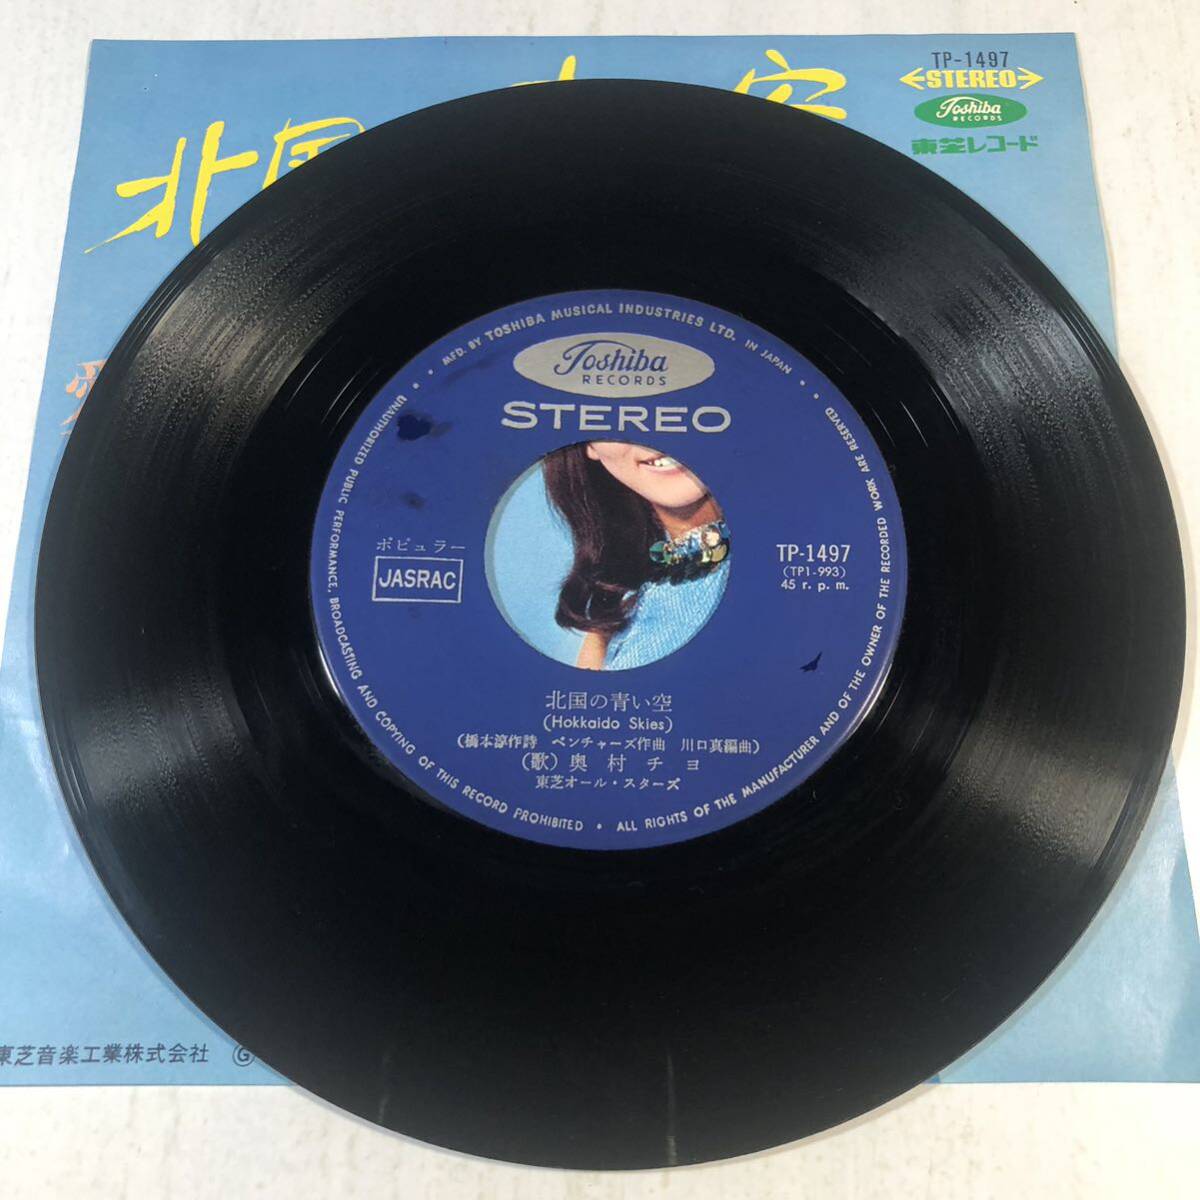 北国 空
TP-1497
STEREO
Toshiba
RECORDS
東芝レコード
MFD. BY TOSHIBA MUSICAL INDUSTRIES LTD. IN JAPAN
Toshiba
RECORDS
STEREO
ポピュラー
JASRAC
TP-1497
(TP1-993)
45 r.p.m.
北国の青い空
(Hokkaido Skies)
(橋本淳作詩 ベンチャーズ作曲 川口真編曲)
(歌) 奥村チヨ
東芝オール・スターズ
UNAUTHORIZED PUBLIC PERFORMANCE, BROADCASTING AND COPYING OF THIS RECORD PROHIBITED • ALL RIGHTS OF THE MANUFACTURER AND OF THE OWNER OF THE RECORDED WORK ARE RESERVED
東芝音楽工業株式会社 Ⓖ